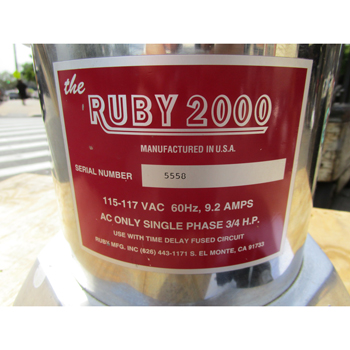 the
RUBY 2000
MANUFACTURED IN U.S.A.
SERIAL NUMBER 5550
115-117 VAC 60Hz, 9.2 AMPS
AC ONLY SINGLE PHASE 3/4 H.P.
USE WITH TIME DELAY FUSED CIRCUIT
RUBY MFG. INC (626) 443-1171 S. EL MONTE, CA 91733